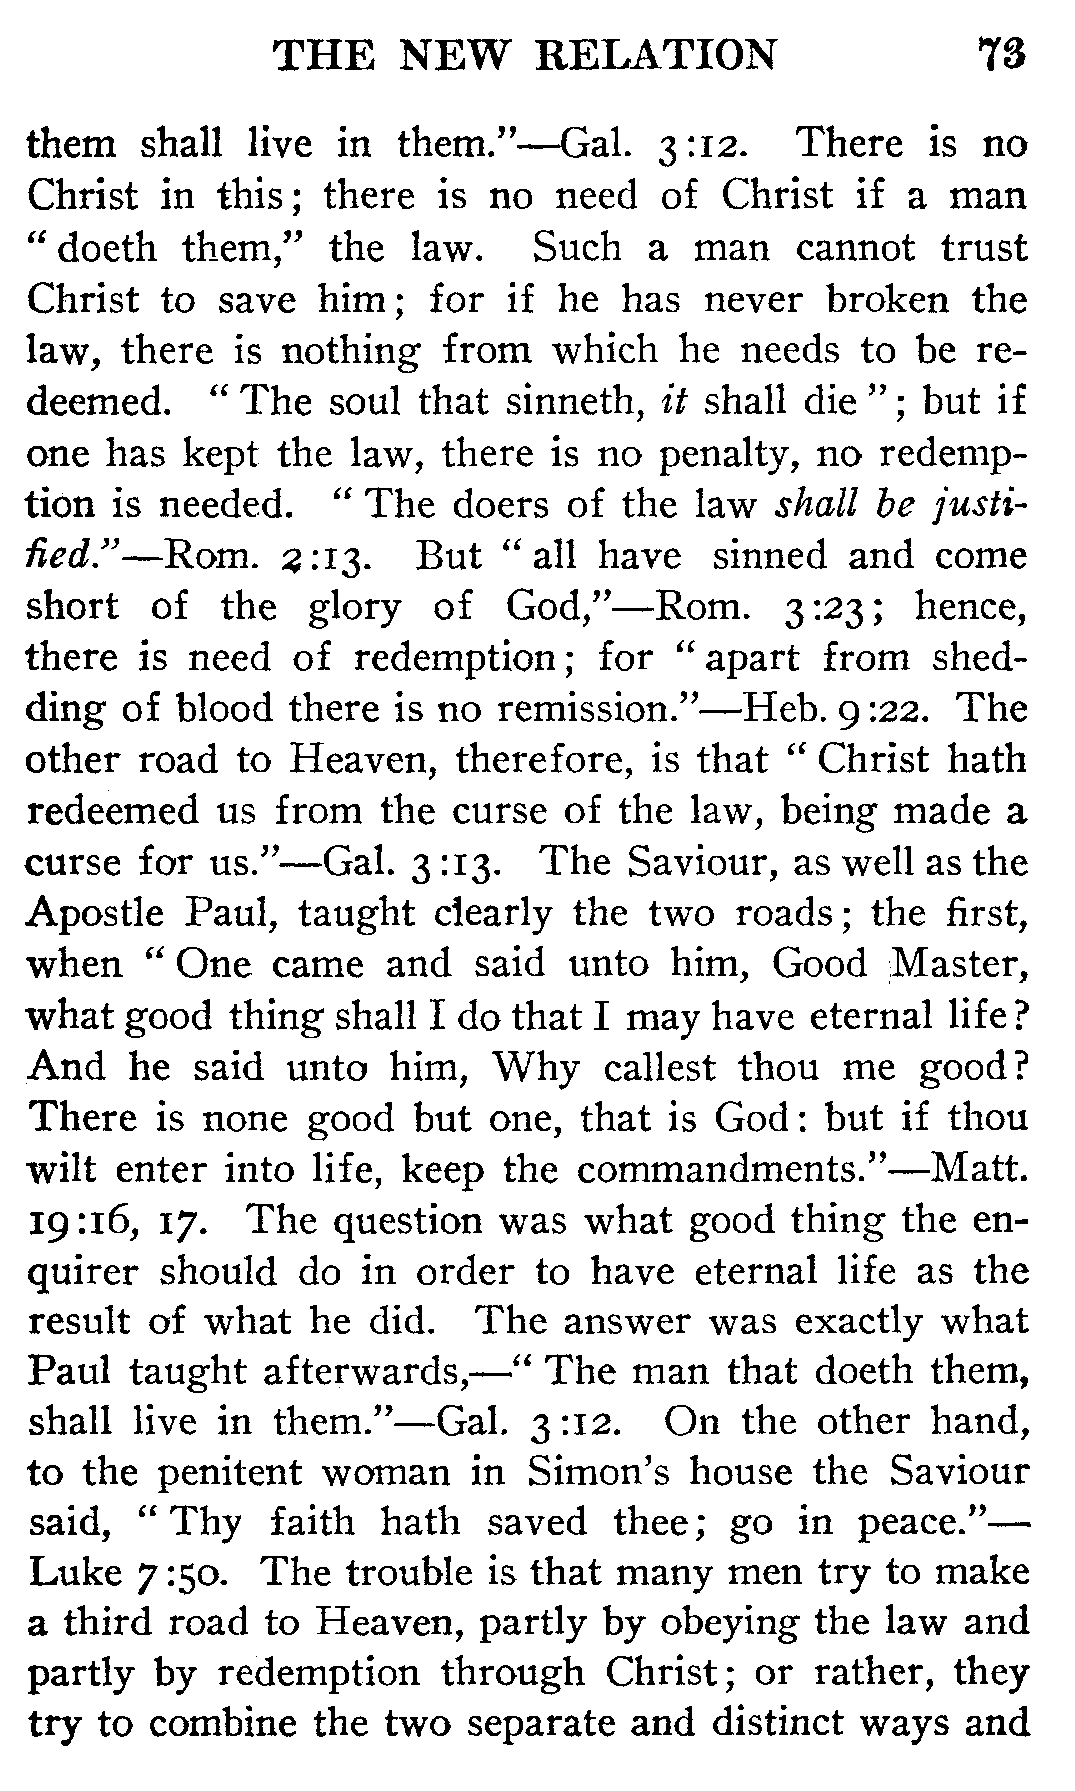 THE NEW RELATION 73
them shall live in them."—Gal. 3:12. There is no
Christ in this; there is no need of Christ if a man
"doeth them," the law. Such a man cannot trust
Christ to save him; for if he has never broken the
law, there is nothing from which he needs to be re-
deemed. "The soul that sinneth, it shall die"; but if
one has kept the law, there is no penalty, no redemp-
tion is needed. "The doers of the law shall be justi-
fied."—Rom. 2:13. But "all have sinned and come
short of the glory of God,"—Rom. 3:23; hence,
there is need of redemption; for "apart from shed-
ding of blood there is no remission."—Heb. 9:22. The
other road to Heaven, therefore, is that "Christ hath
redeemed us from the curse of the law, being made a
curse for us."—Gal. 3:13. The Saviour, as well as the
Apostle Paul, taught clearly the two roads; the first,
when "One came and said unto him, Good Master,
what good thing shall I do that I may have eternal life?
And he said unto him, Why callest thou me good?
There is none good but one, that is God: but if thou
wilt enter into life, keep the commandments."—Matt.
19:16, 17. The question was what good thing the en-
quirer should do in order to have eternal life as the
result of what he did. The answer was exactly what
Paul taught afterwards,—"The man that doeth them,
shall live in them."—Gal. 3:12. On the other hand,
to the penitent woman in Simon's house the Saviour
said, "Thy faith hath saved thee; go in peace."—
Luke 7:50. The trouble is that many men try to make
a third road to Heaven, partly by obeying the law and
partly by redemption through Christ; or rather, they
try to combine the two separate and distinct ways and